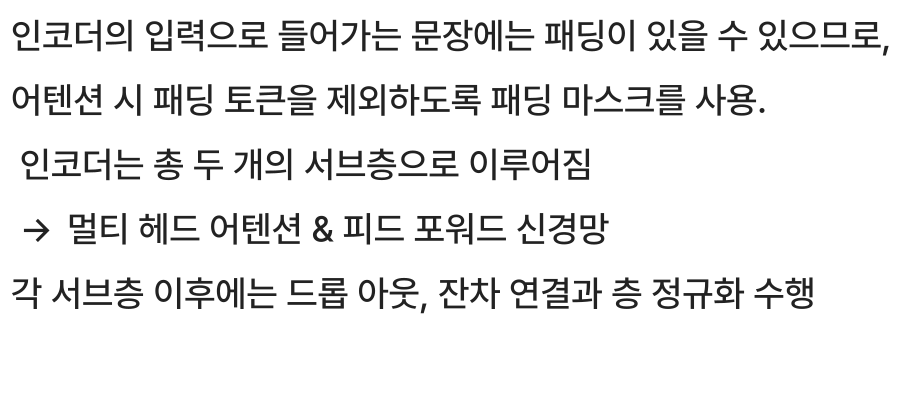 인코더의 입력으로 들어가는 문장에는 패딩이 있을 수 있으므로,
어텐션 시 패딩 토큰을 제외하도록 패딩 마스크를 사용.
인코더는 총 두 개의 서브층으로 이루어짐
→ 멀티 헤드 어텐션 & 피드 포워드 신경망
각 서브층 이후에는 드롭 아웃, 잔차 연결과 층 정규화 수행